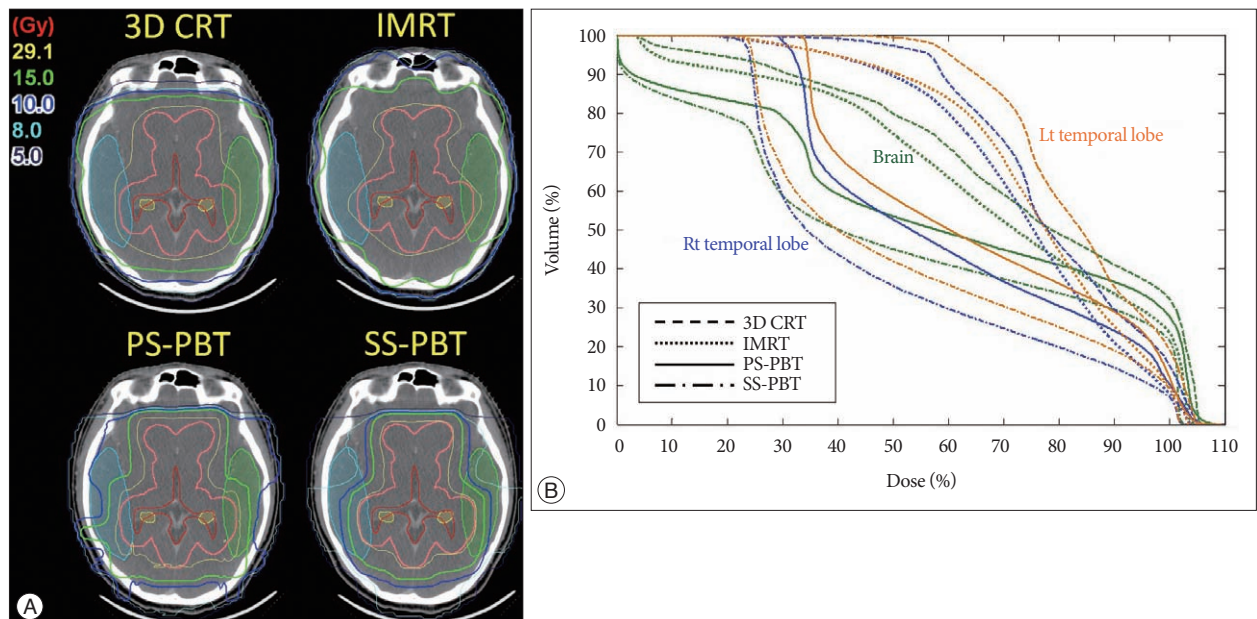 (Gy)
29.1
15.0
10.0
8.0
5.0
3D CRT
IMRT
PS-PBT
SS-PBT
A
100
90
80
70
60
50
40
30
20
10
0
Volume (%)
Lt temporal lobe
Brain
Rt temporal lobe
3D CRT
IMRT
PS-PBT
SS-PBT
0 10 20 30 40 50 60 70 80 90 100 110
Dose (%)
B